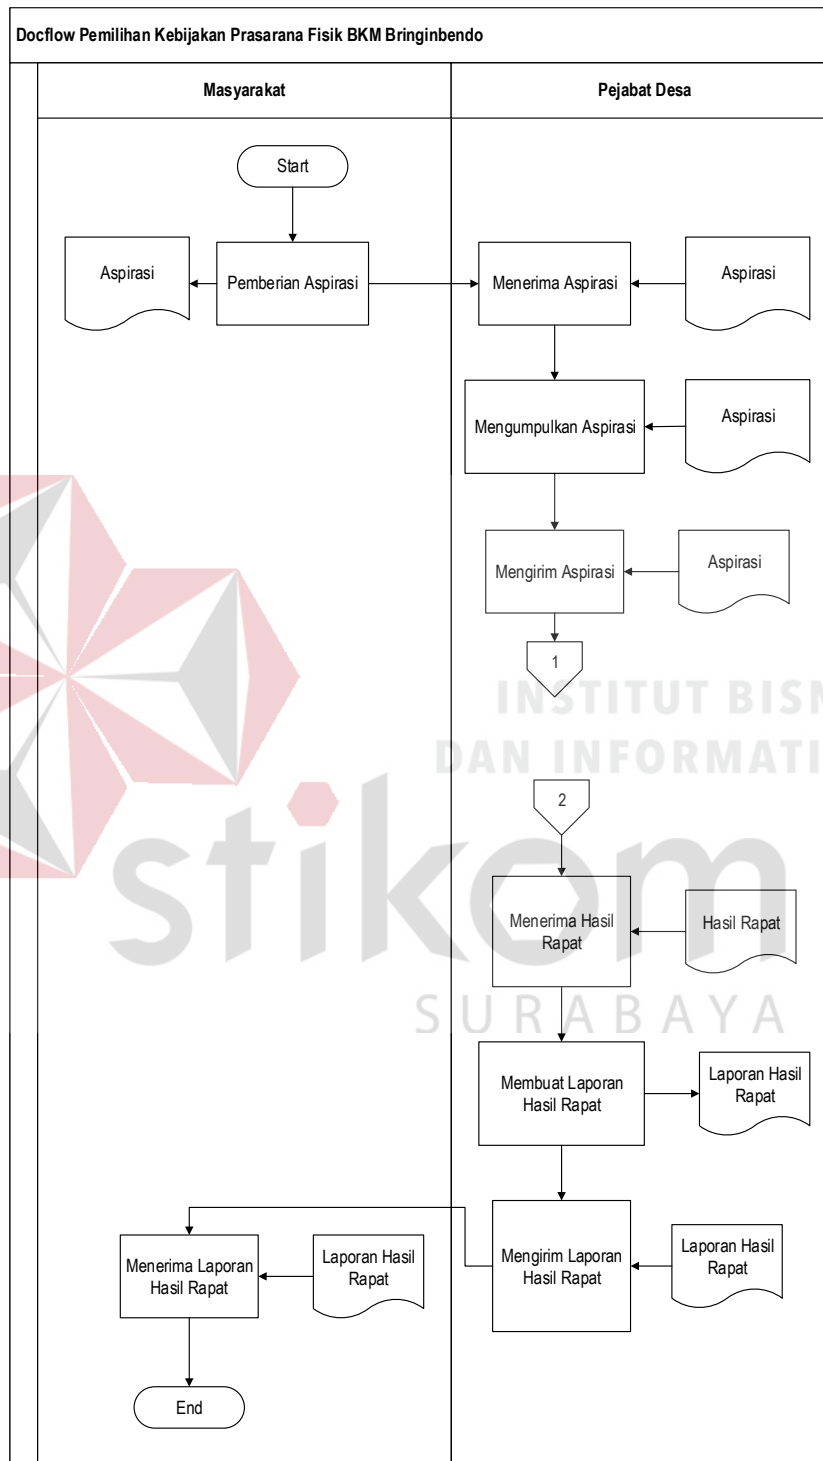 Docflow Pemilihan Kebijakan Prasarana Fisik BKM Bringinbendo
Masyarakat
Pejabat Desa
Start
Aspirasi
Pemberian Aspirasi
Menerima Aspirasi
Aspirasi
Mengumpulkan Aspirasi
Aspirasi
Mengirim Aspirasi
Aspirasi
1
INSTITUT BISN
DAN INFORMATI
2
stikom
SURABAYA
Menerima Hasil
Rapat
Hasil Rapat
Membuat Laporan
Hasil Rapat
Laporan Hasil
Rapat
Mengirim Laporan
Hasil Rapat
Laporan Hasil
Rapat
Menerima Laporan
Hasil Rapat
Laporan Hasil
Rapat
End